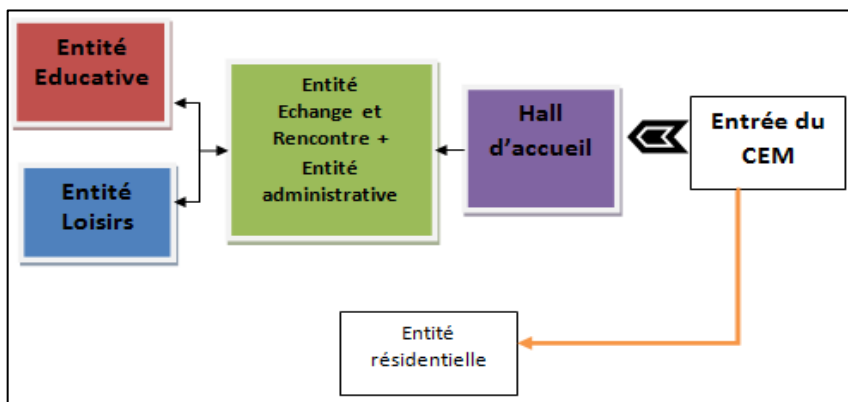 Entité
Educative
Entité
Loisirs
Entité
Echange et
Rencontre +
Entité
administrative
Hall
d'accueil
Entrée du
CEM
Entité
résidentielle